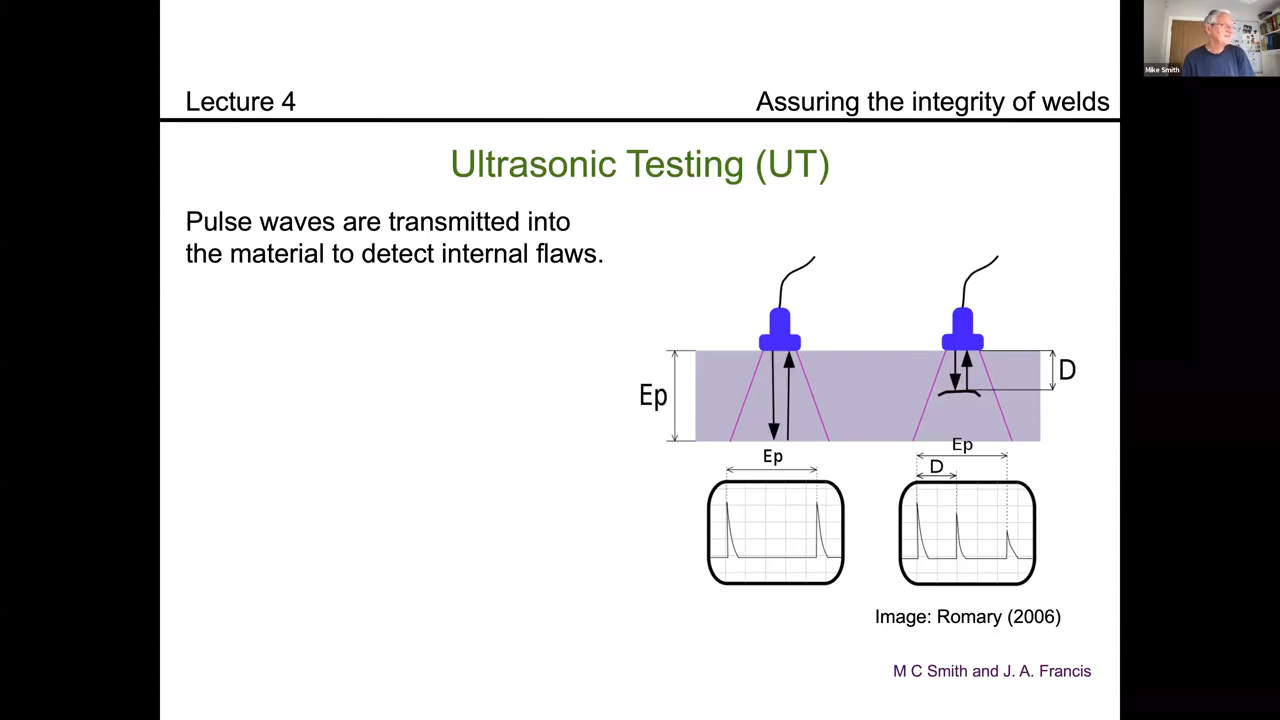 Mike Smith
Lecture 4
Assuring the integrity of welds
Ultrasonic Testing (UT)
Pulse waves are transmitted into
the material to detect internal flaws.
Ep
D
Ep
Ep
D
Image: Romary (2006)
M C Smith and J. A. Francis